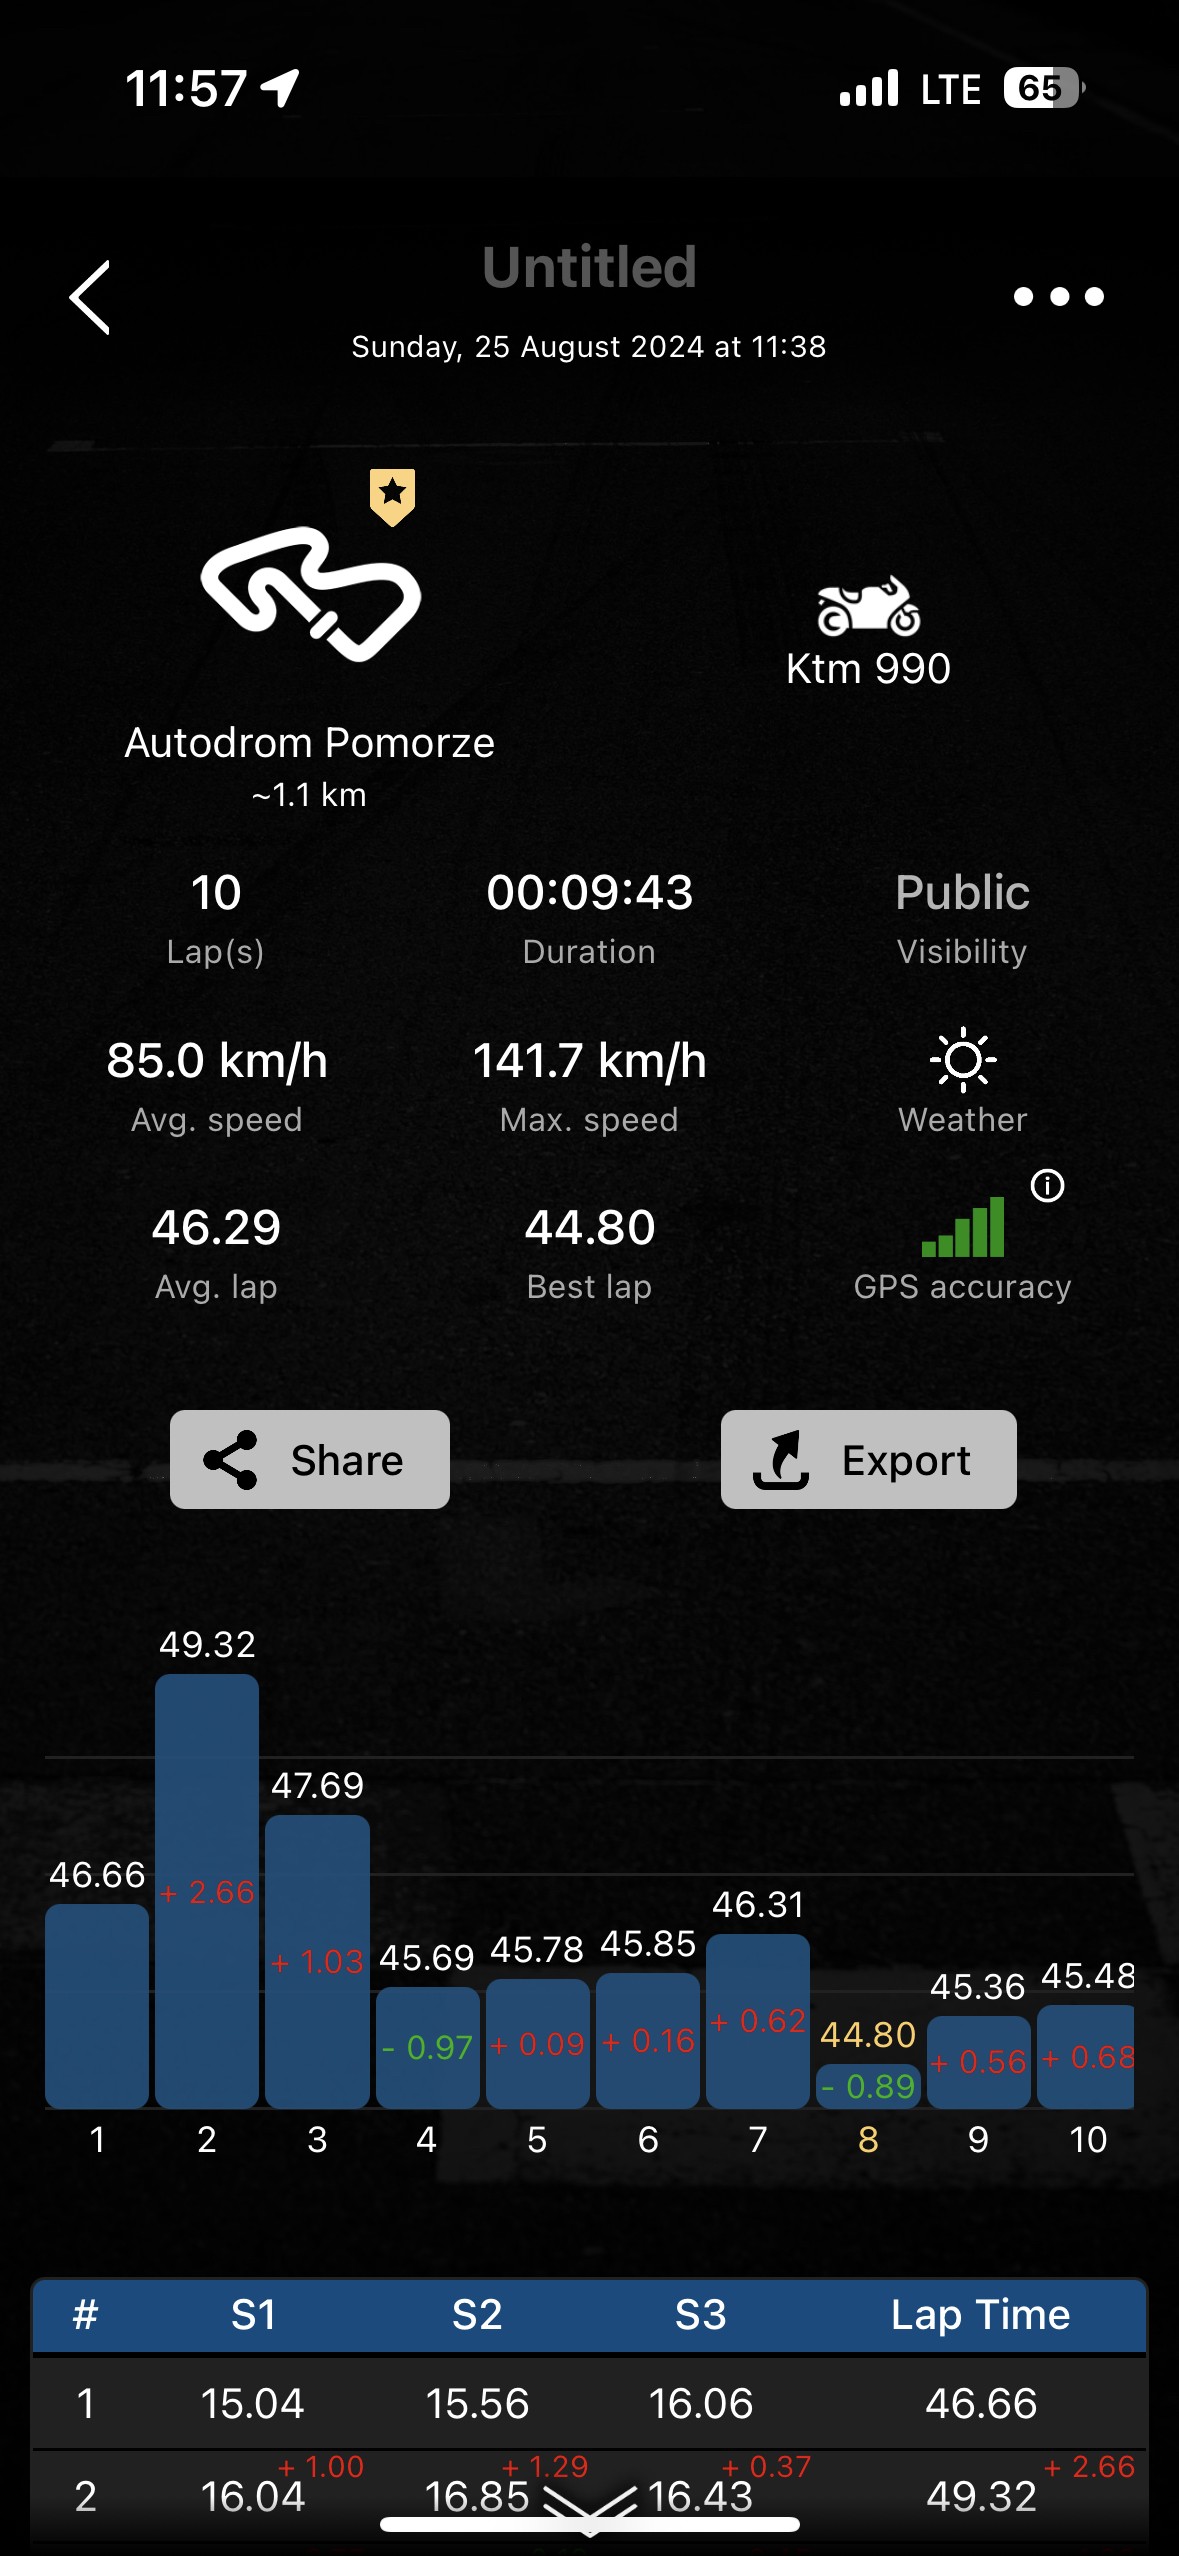 11:57 LTE 65
Untitled
Sunday, 25 August 2024 at 11:38
Ktm 990
Autodrom Pomorze
~1.1 km
10 00:09:43 Public
Lap(s) Duration Visibility
85.0 km/h 141.7 km/h
Avg. speed Max. speed Weather
46.29 44.80
Avg. lap Best lap GPS accuracy
Share Export
49.32
47.69
46.66 + 2.66 46.31
+ 1.03 45.69 45.78 45.85 45.36 45.48
- 0.97 + 0.09 + 0.16 + 0.62 44.80 + 0.56 + 0.68
- 0.89
1 2 3 4 5 6 7 8 9 10
# S1 S2 S3 Lap Time
1 15.04 15.56 16.06 46.66
+ 1.00 + 1.29 + 0.37 + 2.66
2 16.04 16.85 16.43 49.32